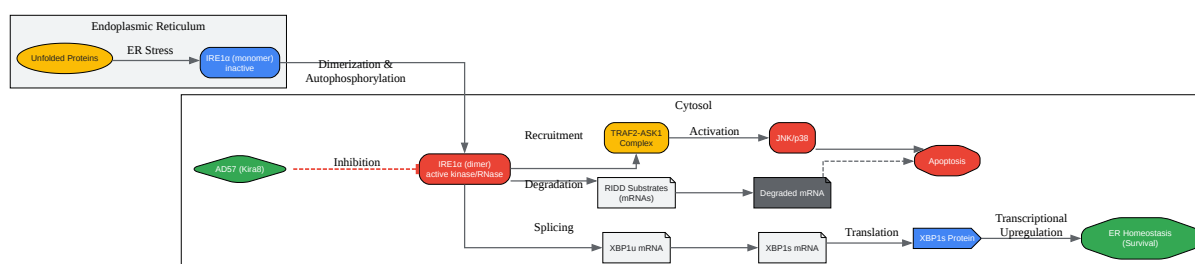 Endoplasmic Reticulum
Unfolded Proteins
ER Stress
IRE1α (monomer)
inactive
Dimerization &
Autophosphorylation
Cytosol
AD57 (Kira8)
Inhibition
IRE1α (dimer)
active kinase/RNase
Recruitment
TRAF2-ASK1
Complex
Activation
JNK/p38
Apoptosis
Degradation
RIDD Substrates
(mRNAs)
Degraded mRNA
Splicing
XBP1u mRNA
XBP1s mRNA
Translation
XBP1s Protein
Transcriptional
Upregulation
ER Homeostasis
(Survival)